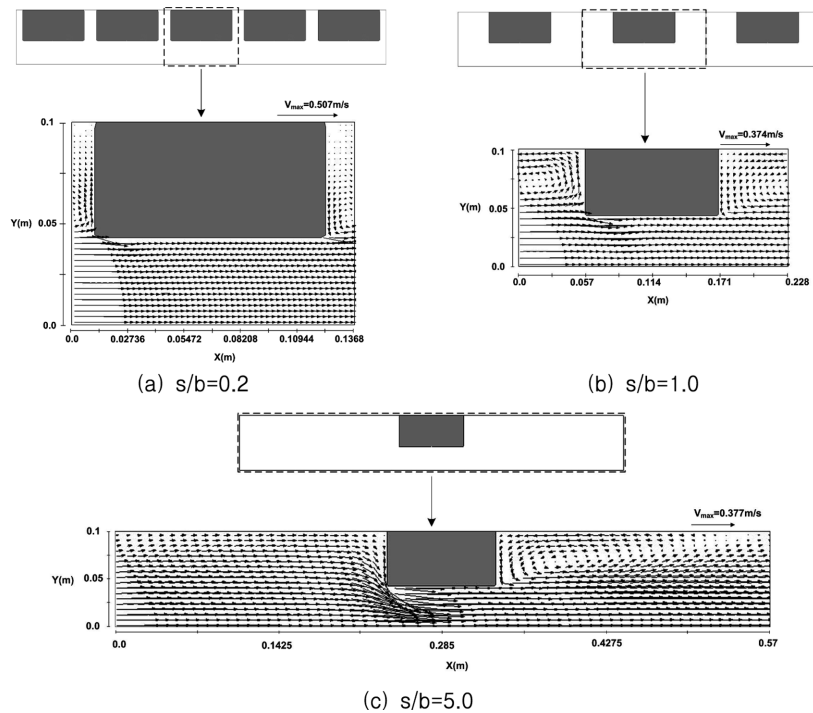 Vmax=0.507m/s
0.1
Y(m)
0.05
0.0
0.0 0.02736 0.05472 0.08208 0.10944 0.1368
X(m)
(a) s/b=0.2
Vmax=0.374m/s
0.1
Y(m)
0.05
0.0
0.0 0.057 0.114 0.171 0.228
X(m)
(b) s/b=1.0
Vmax=0.377m/s
0.1
Y(m)
0.05
0.0
0.0 0.1425 0.285 0.4275 0.57
X(m)
(c) s/b=5.0